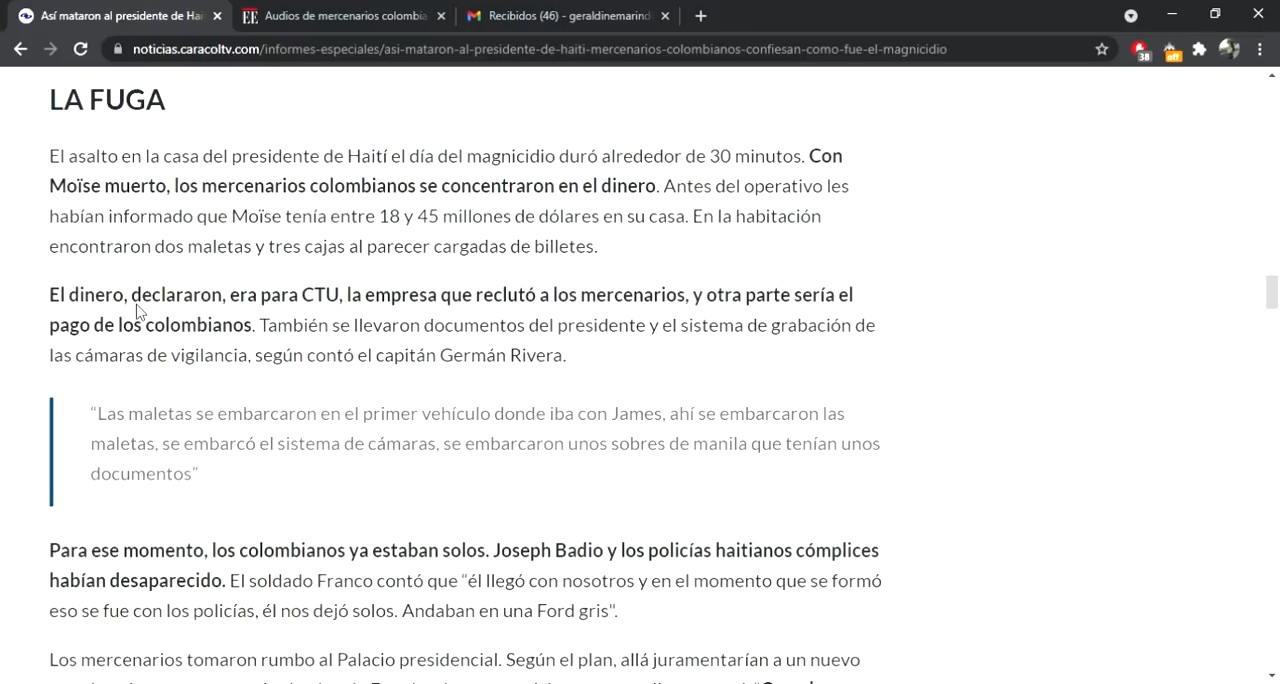 Así mataron al presidente de Ha
Audios de mercenarios colombia
Recibidos (46) - geraldinemarind
noticias.caracoltv.com/informes-especiales/asi-mataron-al-presidente-de-haiti-mercenarios-colombianos-confiesan-como-fue-el-magnicidio
38
off
LA FUGA
El asalto en la casa del presidente de Haití el día del magnicidio duró alrededor de 30 minutos. Con
Moïse muerto, los mercenarios colombianos se concentraron en el dinero. Antes del operativo les
habían informado que Moïse tenía entre 18 y 45 millones de dólares en su casa. En la habitación
encontraron dos maletas y tres cajas al parecer cargadas de billetes.
El dinero, declararon, era para CTU, la empresa que reclutó a los mercenarios, y otra parte sería el
pago de los colombianos. También se llevaron documentos del presidente y el sistema de grabación de
las cámaras de vigilancia, según contó el capitán Germán Rivera.
“Las maletas se embarcaron en el primer vehículo donde iba con James, ahí se embarcaron las
maletas, se embarcó el sistema de cámaras, se embarcaron unos sobres de manila que tenían unos
documentos”
Para ese momento, los colombianos ya estaban solos. Joseph Badio y los policías haitianos cómplices
habían desaparecido. El soldado Franco contó que “él llegó con nosotros y en el momento que se formó
eso se fue con los policías, él nos dejó solos. Andaban en una Ford gris".
Los mercenarios tomaron rumbo al Palacio presidencial. Según el plan, allá juramentarían a un nuevo